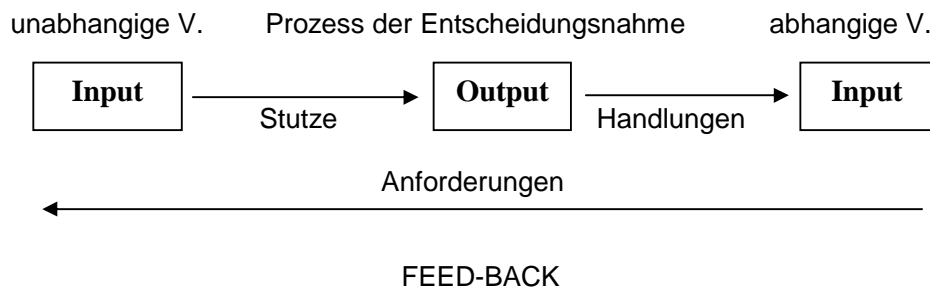 unabhangige V. Prozess der Entscheidungsnahme abhangige V.
Input Output Input
Stutze Handlungen
Anforderungen
FEED-BACK